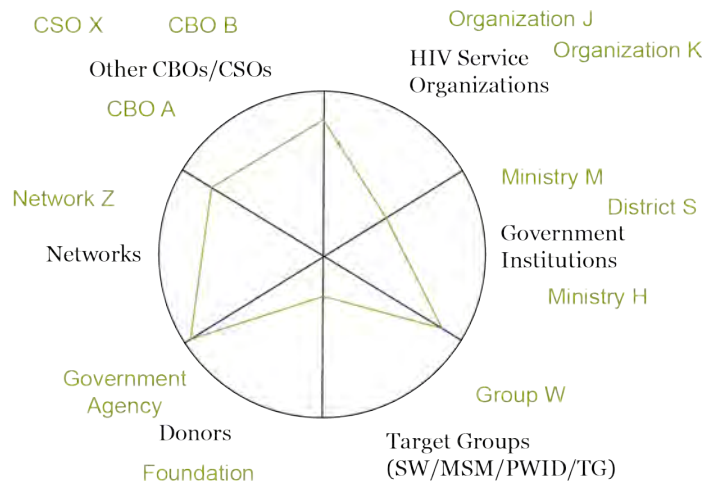 CSO X
CBO B
Other CBOs/CSOs
CBO A
Organization J
Organization K
HIV Service
Organizations
Ministry M
District S
Government
Institutions
Ministry H
Network Z
Networks
Government
Agency
Donors
Foundation
Group W
Target Groups
(SW/MSM/PWID/TG)